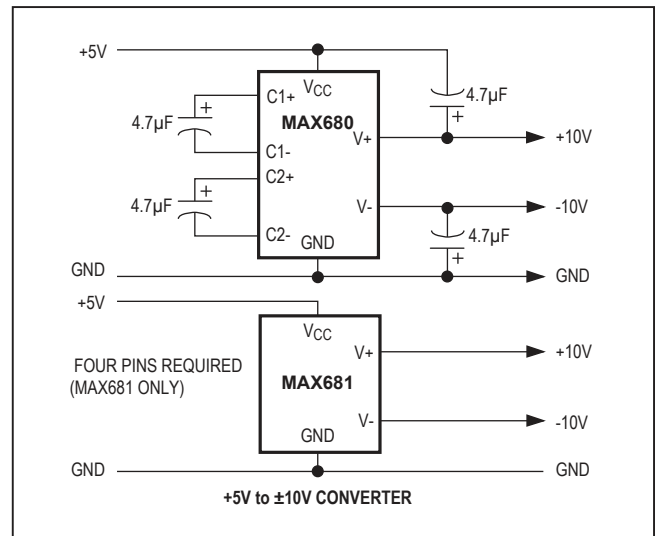 +5V
VCC
4.7µF
+
C1+
C1-
4.7µF
+
C2+
C2-
MAX680
V+
V-
GND
4.7µF
+
+10V
-10V
4.7µF
+
GND
GND
+5V
VCC
FOUR PINS REQUIRED
(MAX681 ONLY)
MAX681
V+
V-
GND
+10V
-10V
GND
GND
+5V to ±10V CONVERTER